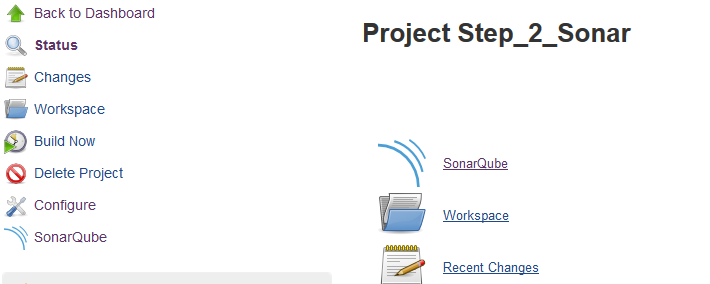 Back to Dashboard
Status
Changes
Workspace
Build Now
Delete Project
Configure
SonarQube
Project Step_2_Sonar
SonarQube
Workspace
Recent Changes